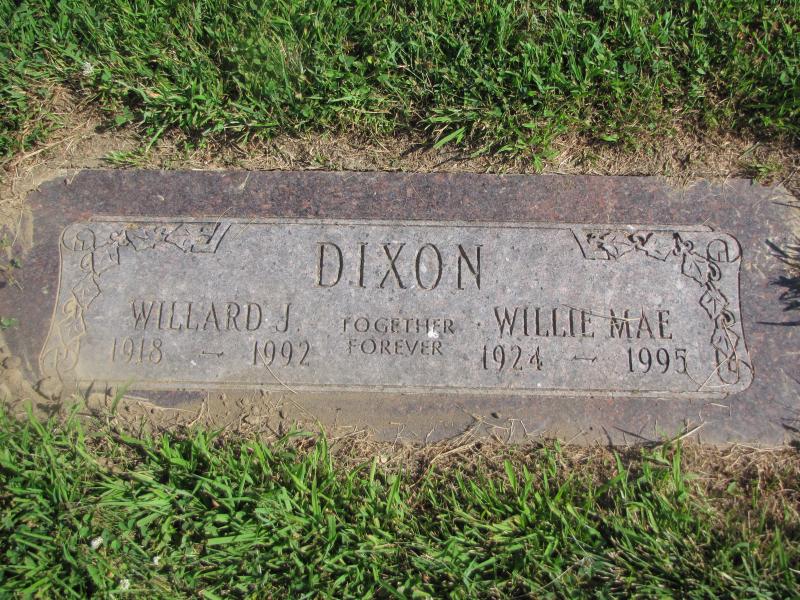 DIXON
WILLARD J. TOGETHER WILLIE MAE
1918 ~ 1992 FOREVER 1924 ~ 1995